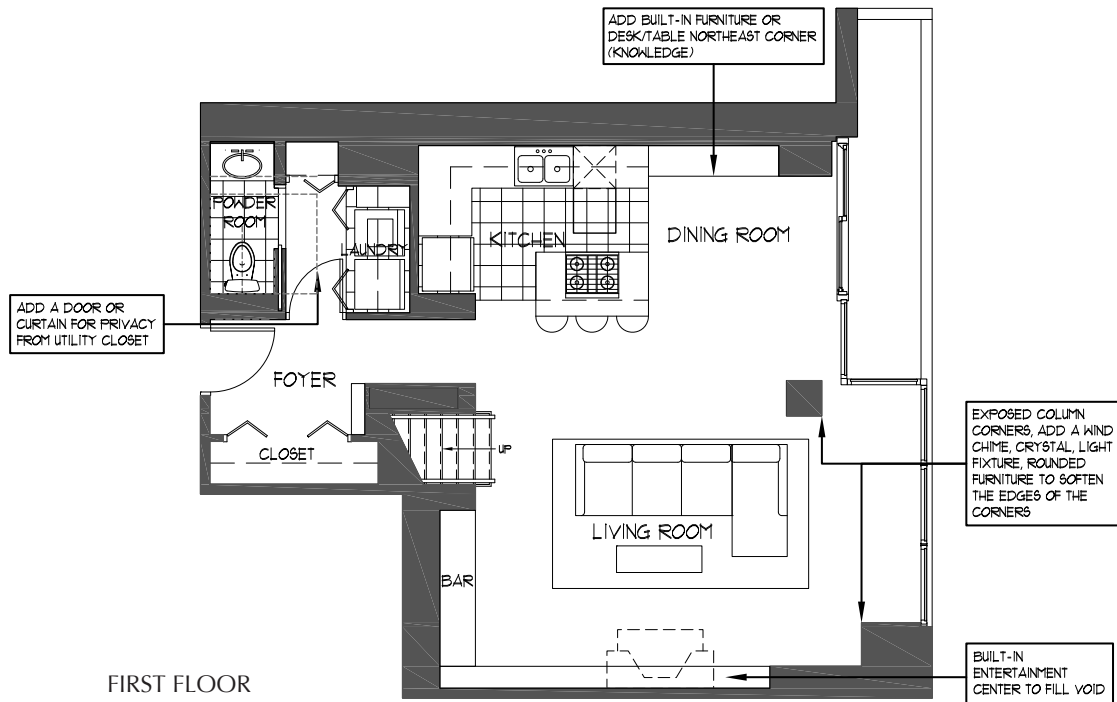 ADD BUILT-IN FURNITURE OR
DESK/TABLE NORTHEAST CORNER
(KNOWLEDGE)
POWDER
ROOM
LAUNDRY
KITCHEN
DINING ROOM
ADD A DOOR OR
CURTAIN FOR PRIVACY
FROM UTILITY CLOSET
FOYER
CLOSET
UP
EXPOSED COLUMN
CORNERS, ADD A WIND
CHIME, CRYSTAL, LIGHT
FIXTURE, ROUNDED
FURNITURE TO SOFTEN
THE EDGES OF THE
CORNERS
LIVING ROOM
BAR
BUILT-IN
ENTERTAINMENT
CENTER TO FILL VOID
FIRST FLOOR